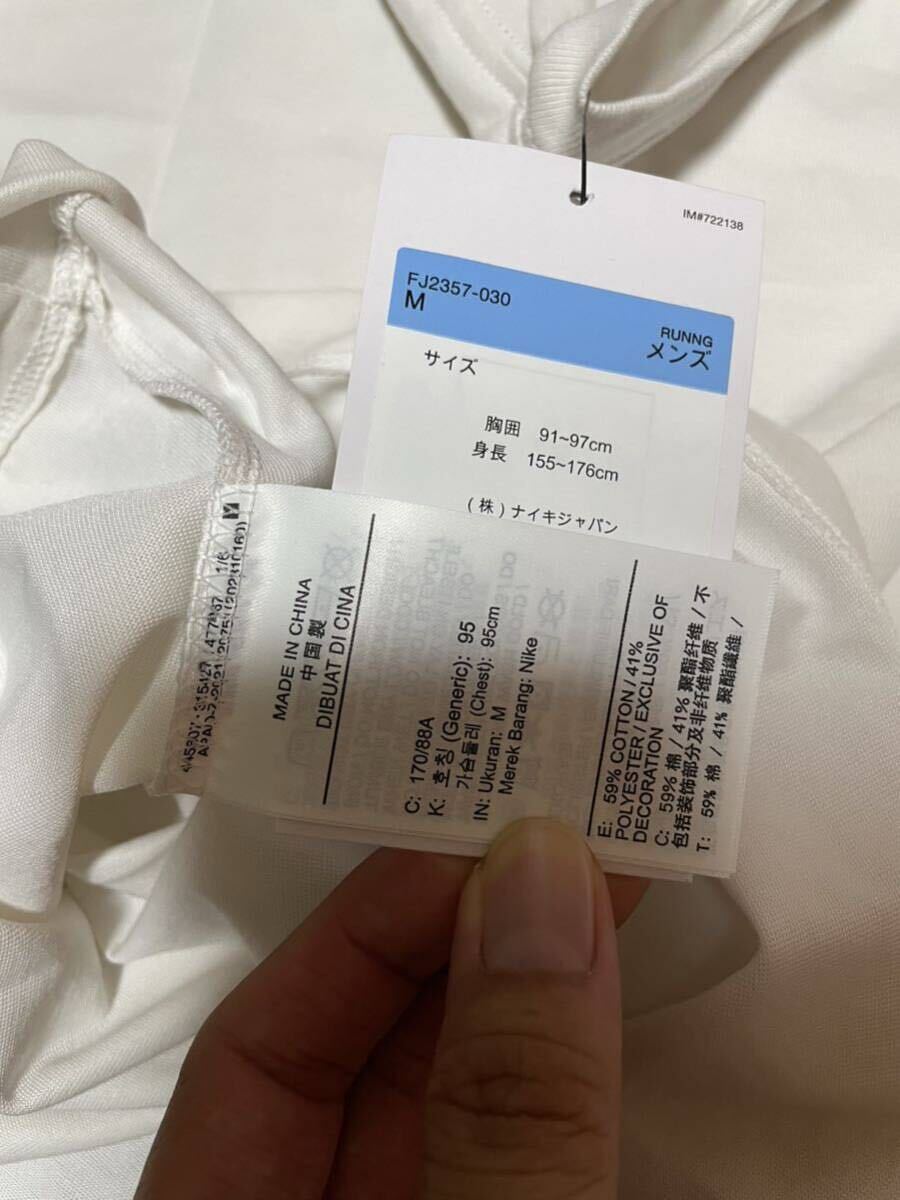 IM#722138
FJ2357-030
M
RUNNG
メンズ
サイズ
胸囲 91~97cm
身長 155~176cm
(株)ナイキジャパン
MADE IN CHINA
中国製
DIBUAT DI CINA
C: 170/88A
K: 호칭 (Generic): 95
가슴둘레 (Chest): 95cm
IN: Ukuran: M
Merek Barang: Nike
E: 59% COTTON / 41%
POLYESTER / EXCLUSIVE OF
DECORATION
C: 59% 棉 / 41% 聚酯纤维 / 不
包括装饰部分及非纤维物质
T: 59% 棉 / 41% 聚酯纖維 /